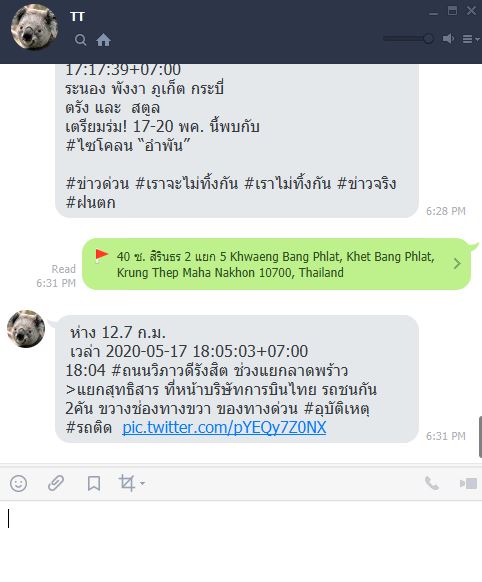 TT
17:17:39+07:00
ระนอง พังงา ภูเก็ต กระบี่
ตรัง และ  สตูล
เตรียมร่ม! 17-20 พค. นี้พบกับ
#ไซโคลน "อำพัน"
#ข่าวด่วน #เราจะไม่ทิ้งกัน #เราไม่ทิ้งกัน #ข่าวจริง
#ฝนตก
6:28 PM
40 ซ. สิรินธร 2 แยก 5 Khwaeng Bang Phlat, Khet Bang Phlat,
Krung Thep Maha Nakhon 10700, Thailand
Read
6:31 PM
ห่าง 12.7 ก.ม.
เวล่า 2020-05-17 18:05:03+07:00
18:04 #ถนนวิภาวดีรังสิต ช่วงแยกลาดพร้าว
>แยกสุทธิสาร ที่หน้าบริษัทการบินไทย รถชนกัน
2คัน ขวางช่องทางขวา ของทางด่วน #อุบัติเหตุ
#รถติด  pic.twitter.com/pYEQy7Z0NX
6:31 PM